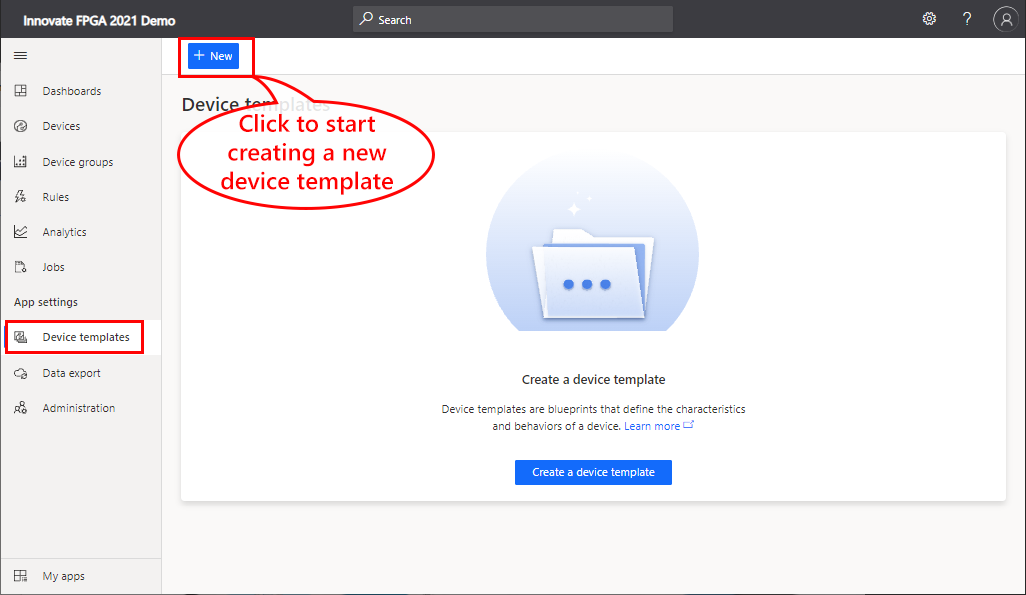 Innovate FPGA 2021 Demo
Search
?
+ New
Dashboards
Devices
Device groups
Rules
Analytics
Jobs
App settings
Device templates
Data export
Administration
My apps
Device templates
Click to start
creating a new
device template
Create a device template
Device templates are blueprints that define the characteristics
and behaviors of a device. Learn more
Create a device template